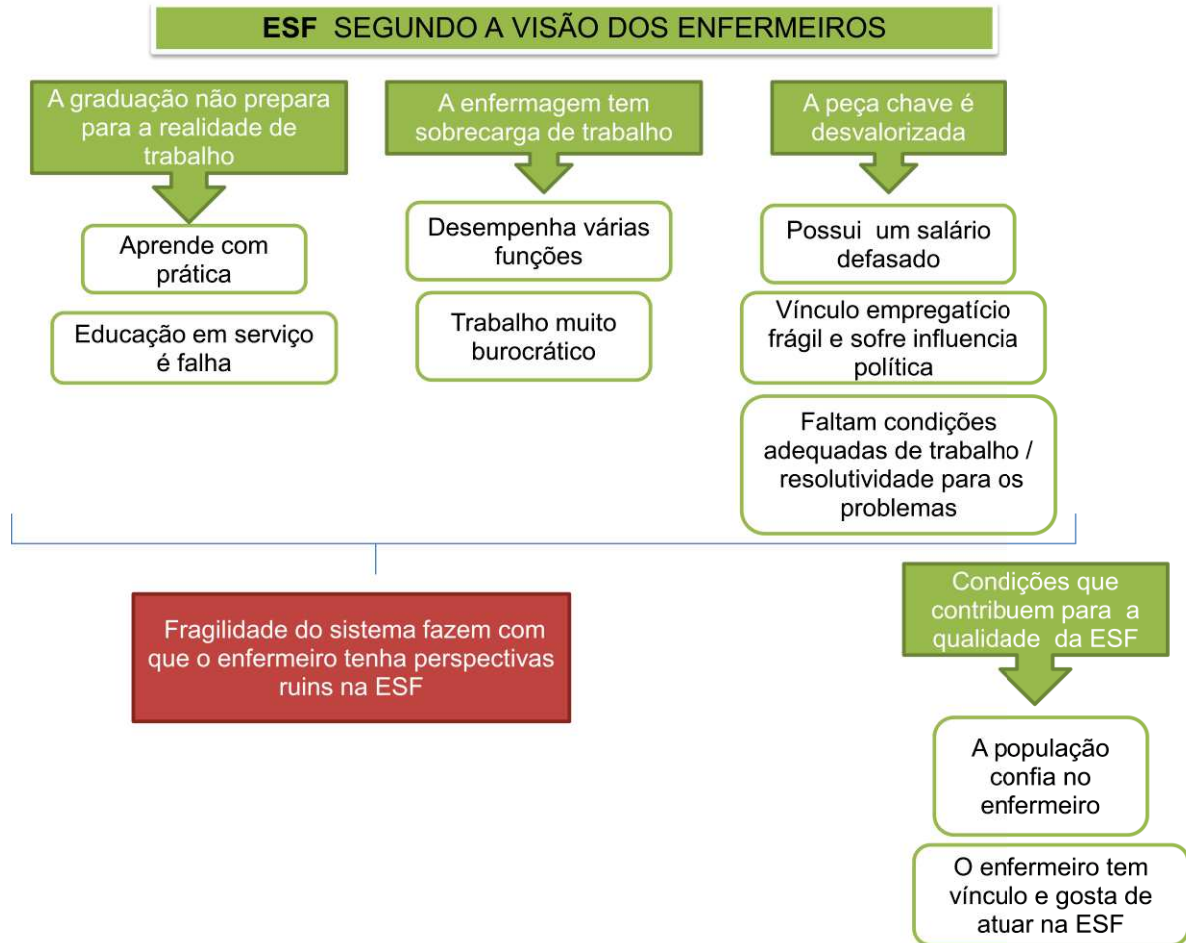 ESF SEGUNDO A VISÃO DOS ENFERMEIROS
A graduação não prepara
para a realidade de
trabalho
Aprende com
prática
Educação em serviço
é falha
A enfermagem tem
sobrecarga de trabalho
Desempenha várias
funções
Trabalho muito
burocrático
A peça chave é
desvalorizada
Possui um salário
defasado
Vínculo empregatício
frágil e sofre influencia
política
Faltam condições
adequadas de trabalho /
resolutividade para os
problemas
Fragilidade do sistema fazem com
que o enfermeiro tenha perspectivas
ruins na ESF
Condições que
contribuem para a
qualidade da ESF
A população
confia no
enfermeiro
O enfermeiro tem
vínculo e gosta de
atuar na ESF